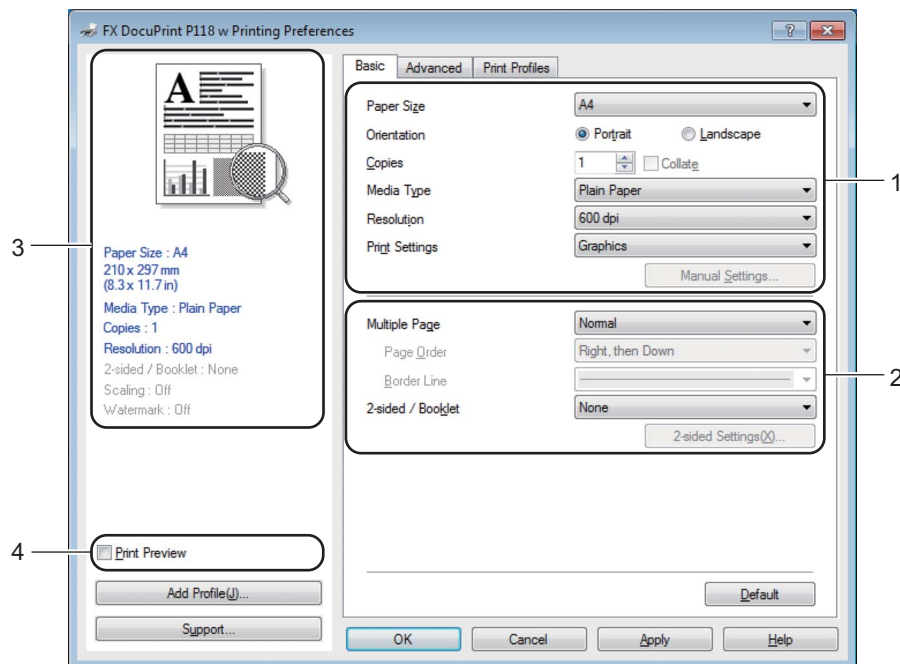 FX DocuPrint P118 w Printing Preferences
Basic Advanced Print Profiles
Paper Size A4
Orientation Portrait Landscape
Copies 1 Collate
Media Type Plain Paper
Resolution 600 dpi
Print Settings Graphics
Manual Settings...
1
Multiple Page Normal
Page Order Right, then Down
Border Line
2-sided / Booklet None
2-sided Settings(X)...
2
Default
OK Cancel Apply Help
A
3
Paper Size : A4
210 x 297 mm
(8.3 x 11.7 in)
Media Type : Plain Paper
Copies : 1
Resolution : 600 dpi
2-sided / Booklet : None
Scaling : Off
Watermark : Off
4
Print Preview
Add Profile(J)...
Support...